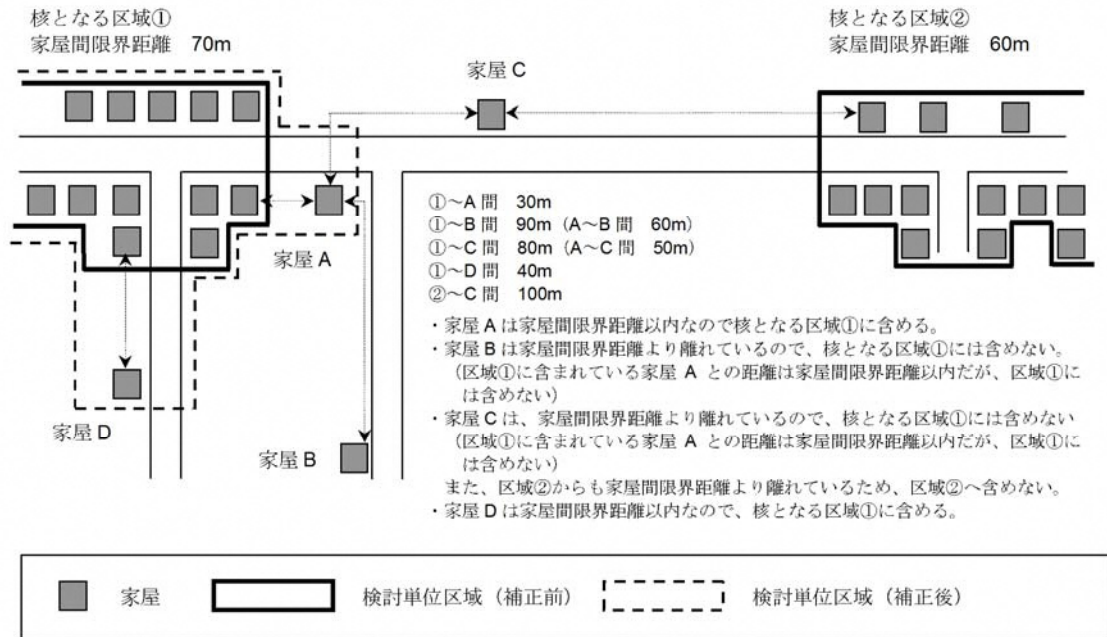 核となる区域①
家屋間限界距離 70m
核となる区域②
家屋間限界距離 60m
家屋 C
家屋 A
①～A 間 30m
①～B 間 90m（A～B 間 60m）
①～C 間 80m（A～C 間 50m）
①～D 間 40m
②～C 間 100m
・家屋 A は家屋間限界距離以内なので核となる区域①に含める。
・家屋 B は家屋間限界距離より離れているので、核となる区域①には含めない。
（区域①に含まれている家屋 A との距離は家屋間限界距離以内だが、区域①に
は含めない）
・家屋 C は、家屋間限界距離より離れているので、核となる区域①には含めない
（区域①に含まれている家屋 A との距離は家屋間限界距離以内だが、区域①に
は含めない）
また、区域②からも家屋間限界距離より離れているため、区域②へ含めない。
・家屋 D は家屋間限界距離以内なので、核となる区域①に含める。
家屋 D
家屋 B
家屋
検討単位区域（補正前）
検討単位区域（補正後）